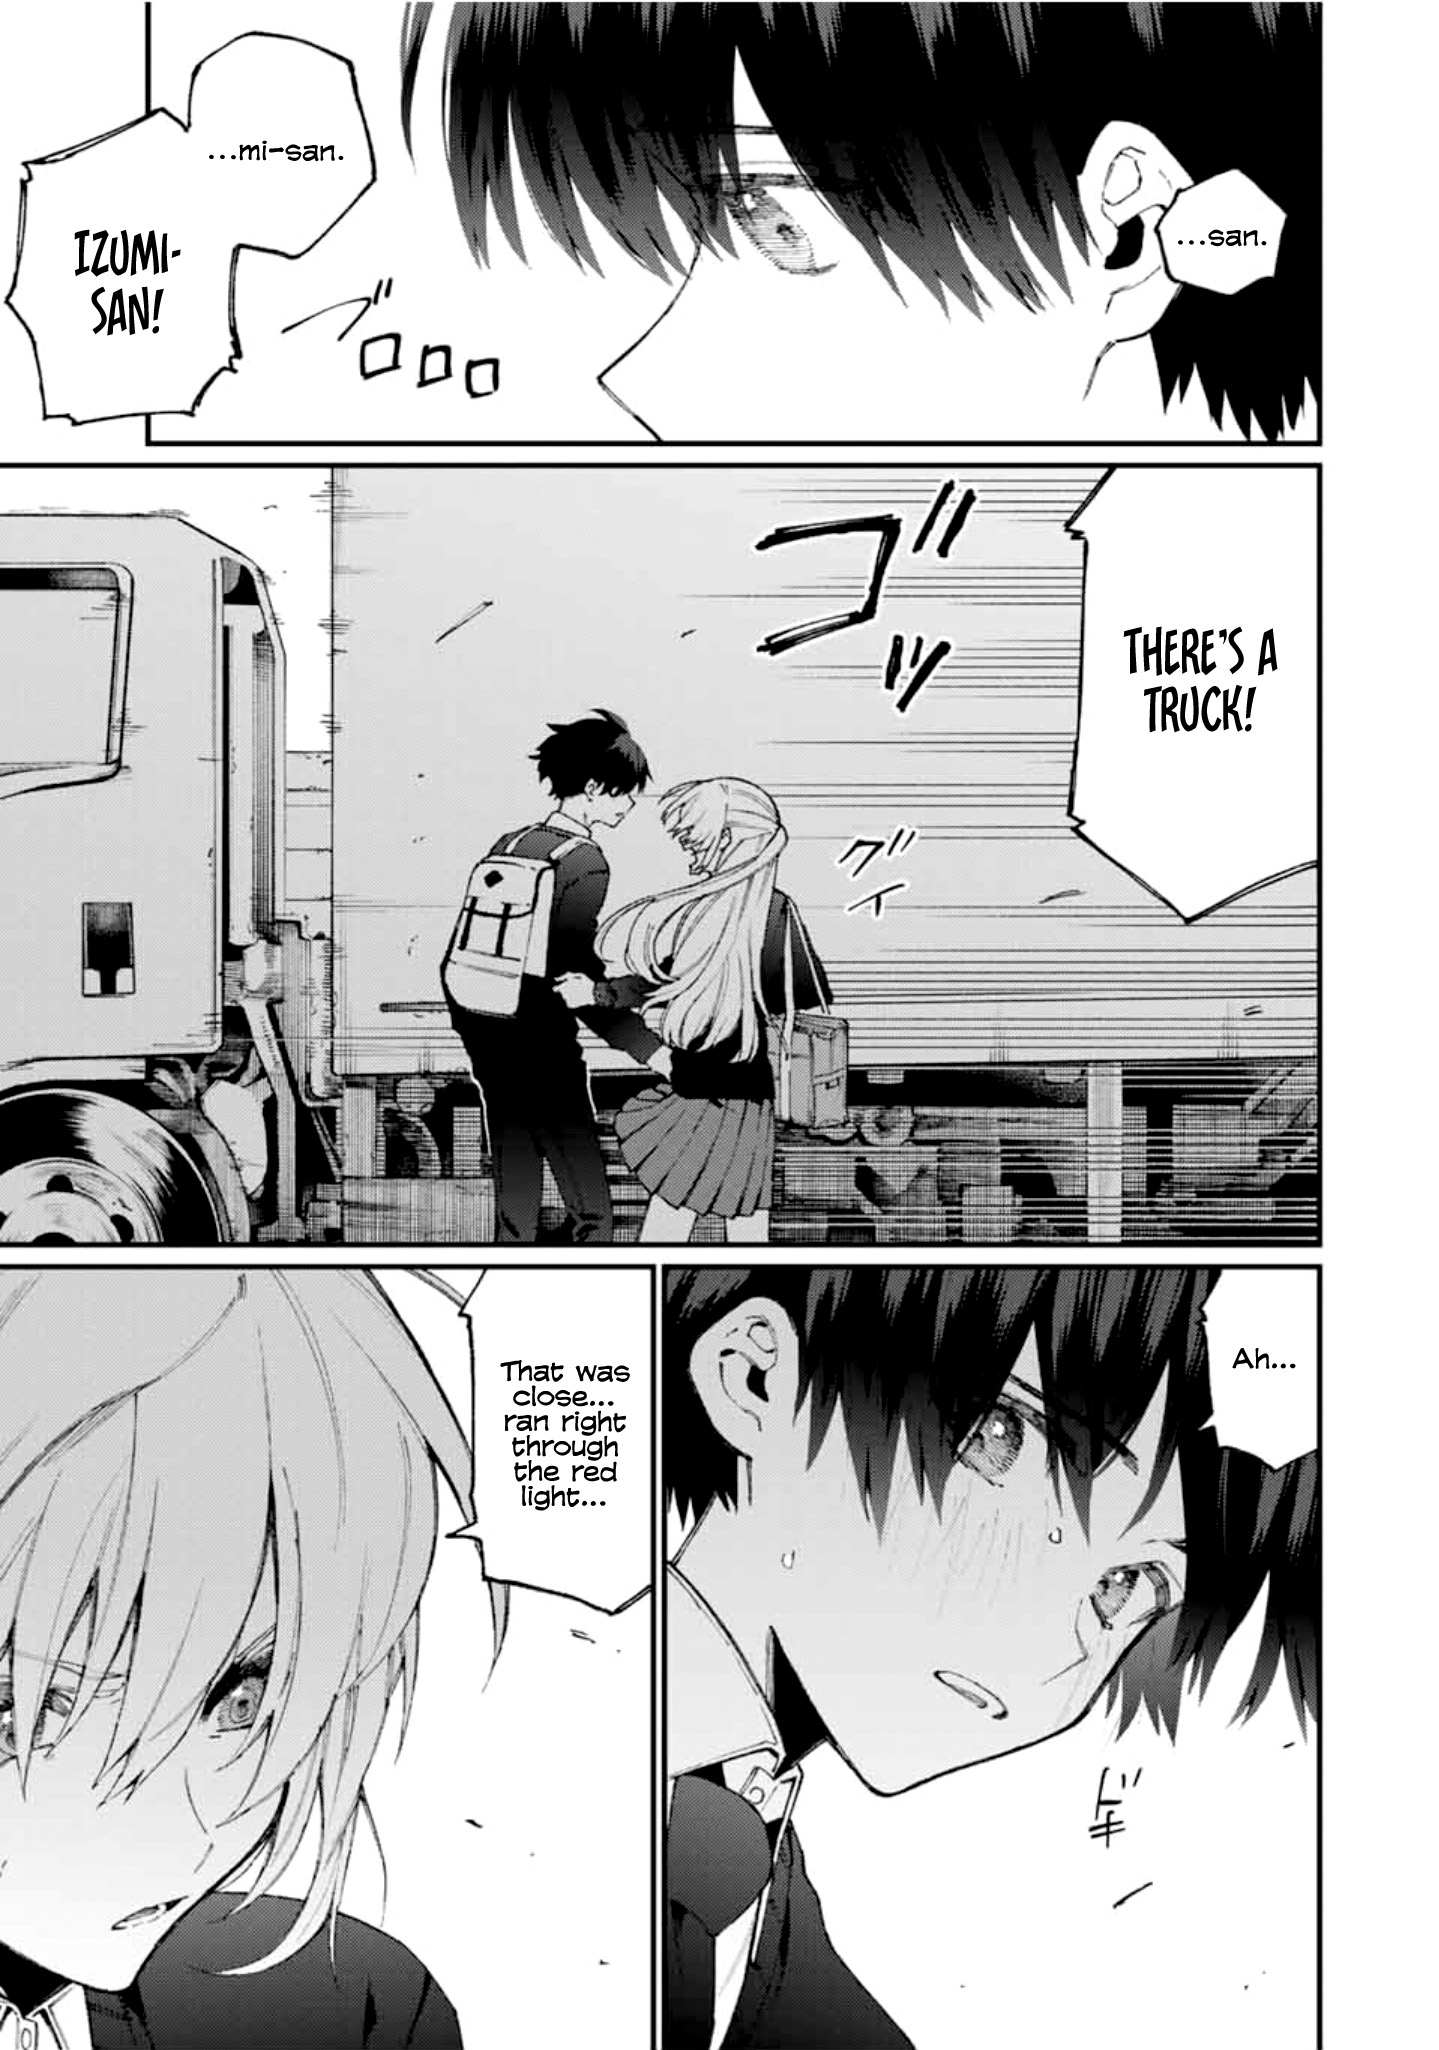 ...san.
...mi-san.
IZUMI-
SAN!
ゴロロロ
THERE'S A
TRUCK!
ゴッ
グイ
Ah...
ドキ
That was
close...
ran right
through
the red
light...